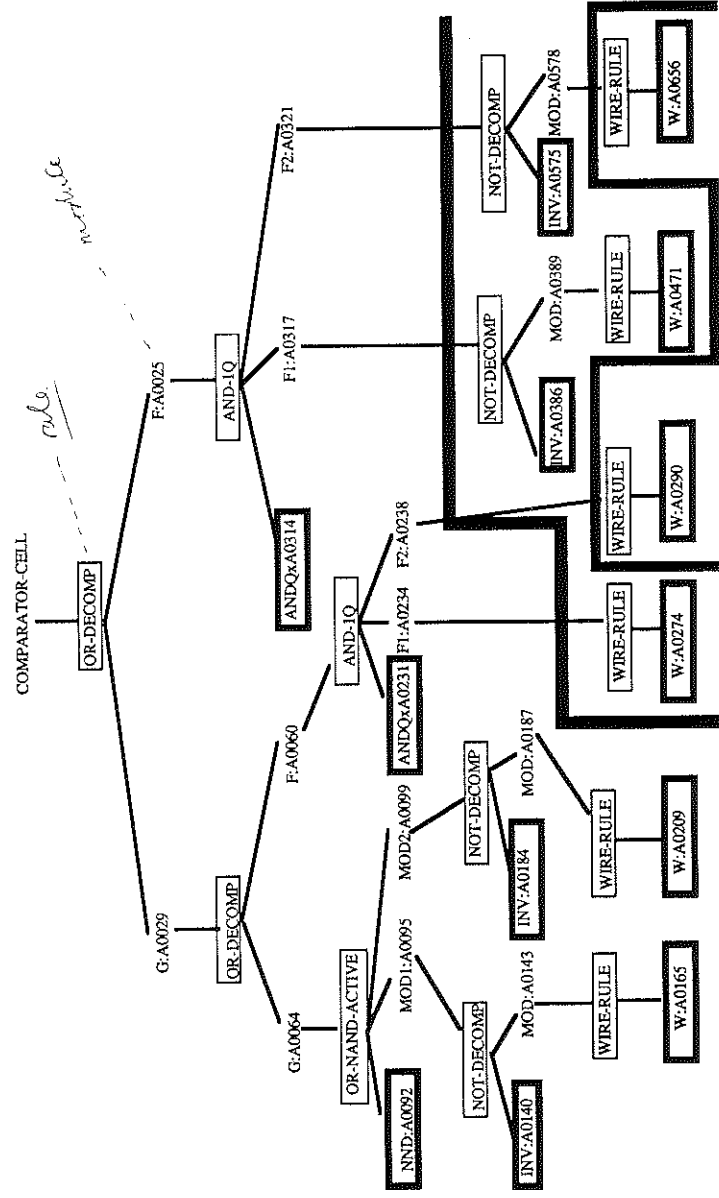 COMPARATOR-CELL
rule
module
OR-DECOMP
G:A0029
F:A0025
OR-DECOMP
AND-1Q
G:A0064
F:A0060
ANDQxA0314
F1:A0317
F2:A0321
OR-NAND-ACTIVE
AND-1Q
NND:A0092
MOD1:A0095
MOD2:A0099
ANDQxA0231
F1:A0234
F2:A0238
NOT-DECOMP
NOT-DECOMP
NOT-DECOMP
NOT-DECOMP
INV:A0140
MOD:A0143
INV:A0184
MOD:A0187
INV:A0386
MOD:A0389
INV:A0575
MOD:A0578
WIRE-RULE
WIRE-RULE
WIRE-RULE
WIRE-RULE
WIRE-RULE
WIRE-RULE
W:A0165
W:A0209
W:A0274
W:A0290
W:A0471
W:A0656